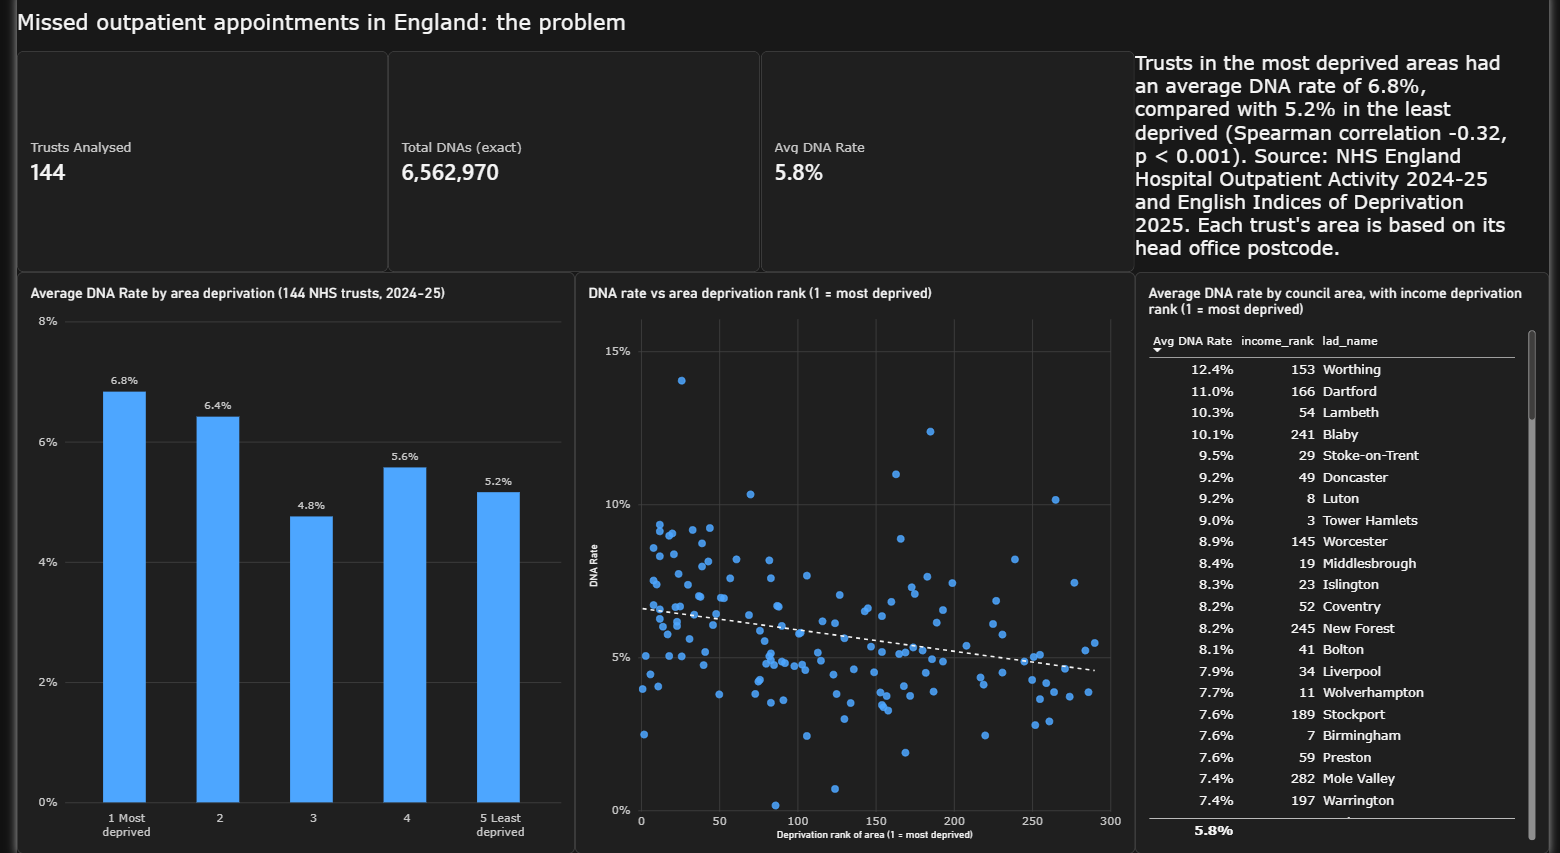 Missed outpatient appointments in England: the problem
Trusts Analysed
144
Total DNAs (exact)
6,562,970
Avg DNA Rate
5.8%
Trusts in the most deprived areas had
an average DNA rate of 6.8%,
compared with 5.2% in the least
deprived (Spearman correlation -0.32,
p < 0.001). Source: NHS England
Hospital Outpatient Activity 2024-25
and English Indices of Deprivation
2025. Each trust's area is based on its
head office postcode.
Average DNA Rate by area deprivation (144 NHS trusts, 2024-25)
8%
6%
4%
2%
0%
6.8%
6.4%
4.8%
5.6%
5.2%
1 Most
deprived
2
3
4
5 Least
deprived
DNA rate vs area deprivation rank (1 = most deprived)
DNA Rate
15%
10%
5%
0%
0 50 100 150 200 250 300
Deprivation rank of area (1 = most deprived)
Average DNA rate by council area, with income deprivation
rank (1 = most deprived)
Avg DNA Rate income_rank lad_name
12.4% 153 Worthing
11.0% 166 Dartford
10.3% 54 Lambeth
10.1% 241 Blaby
9.5% 29 Stoke-on-Trent
9.2% 49 Doncaster
9.2% 8 Luton
9.0% 3 Tower Hamlets
8.9% 145 Worcester
8.4% 19 Middlesbrough
8.3% 23 Islington
8.2% 52 Coventry
8.2% 245 New Forest
8.1% 41 Bolton
7.9% 34 Liverpool
7.7% 11 Wolverhampton
7.6% 189 Stockport
7.6% 7 Birmingham
7.6% 59 Preston
7.4% 282 Mole Valley
7.4% 197 Warrington
5.8%